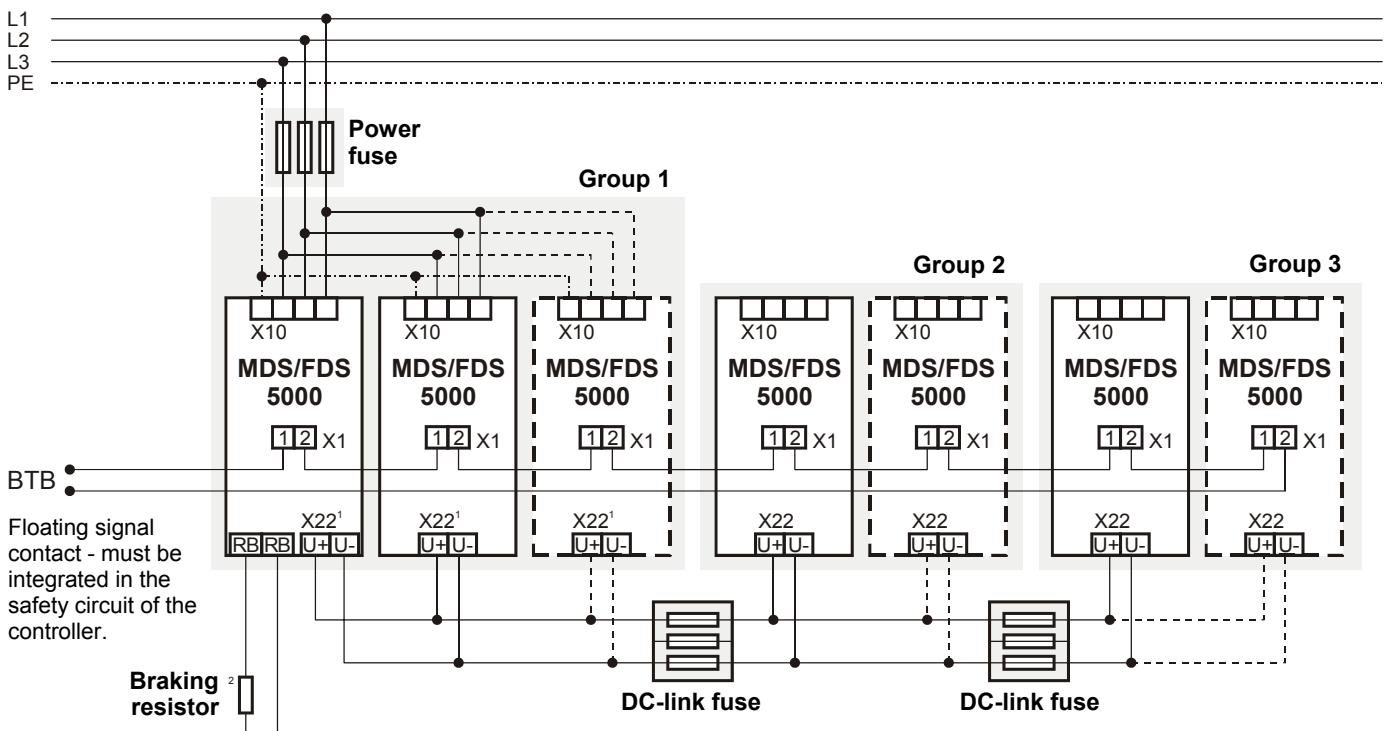 L1
L2
L3
PE
Power
fuse
Group 1
Group 2
Group 3
X10 X10 X10 X10 X10 X10 X10
MDS/FDS MDS/FDS MDS/FDS MDS/FDS MDS/FDS MDS/FDS MDS/FDS
5000 5000 5000 5000 5000 5000 5000
1 2 X1 1 2 X1 1 2 X1 1 2 X1 1 2 X1 1 2 X1 1 2 X1
BTB
Floating signal
contact - must be
integrated in the
safety circuit of the
controller.
X22¹ X22¹ X22¹ X22 X22 X22 X22
RB RB U+ U- U+ U- U+ U- U+ U- U+ U- U+ U- U+ U-
Braking ²
resistor
DC-link fuse DC-link fuse